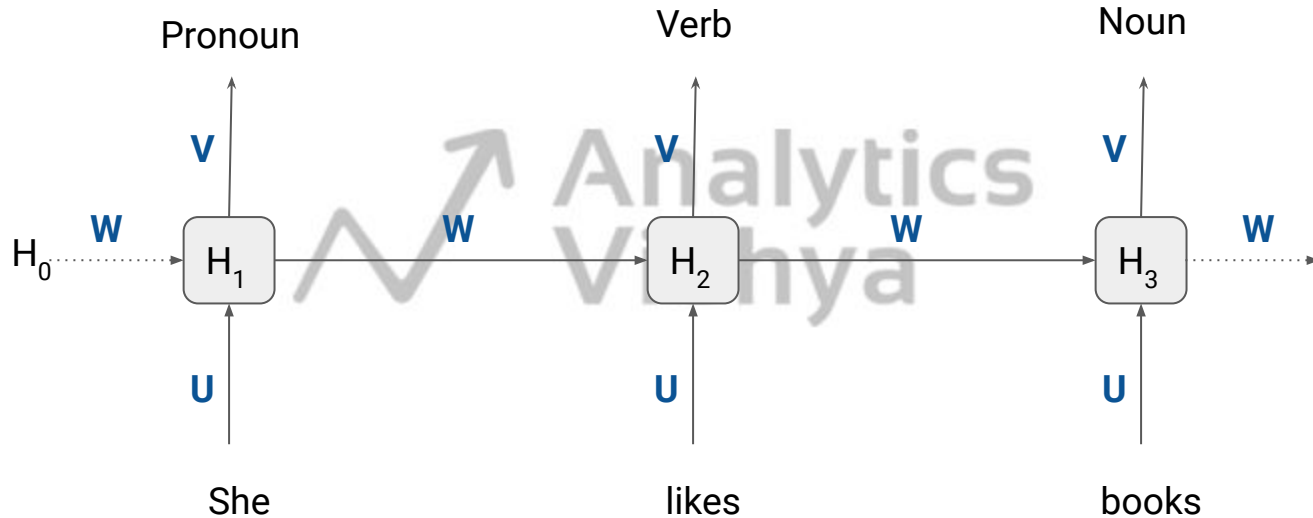 Pronoun Verb Noun
V V V
Analytics
W W W W
H0 H1 H2 H3
Vidhya
U U U
She likes books